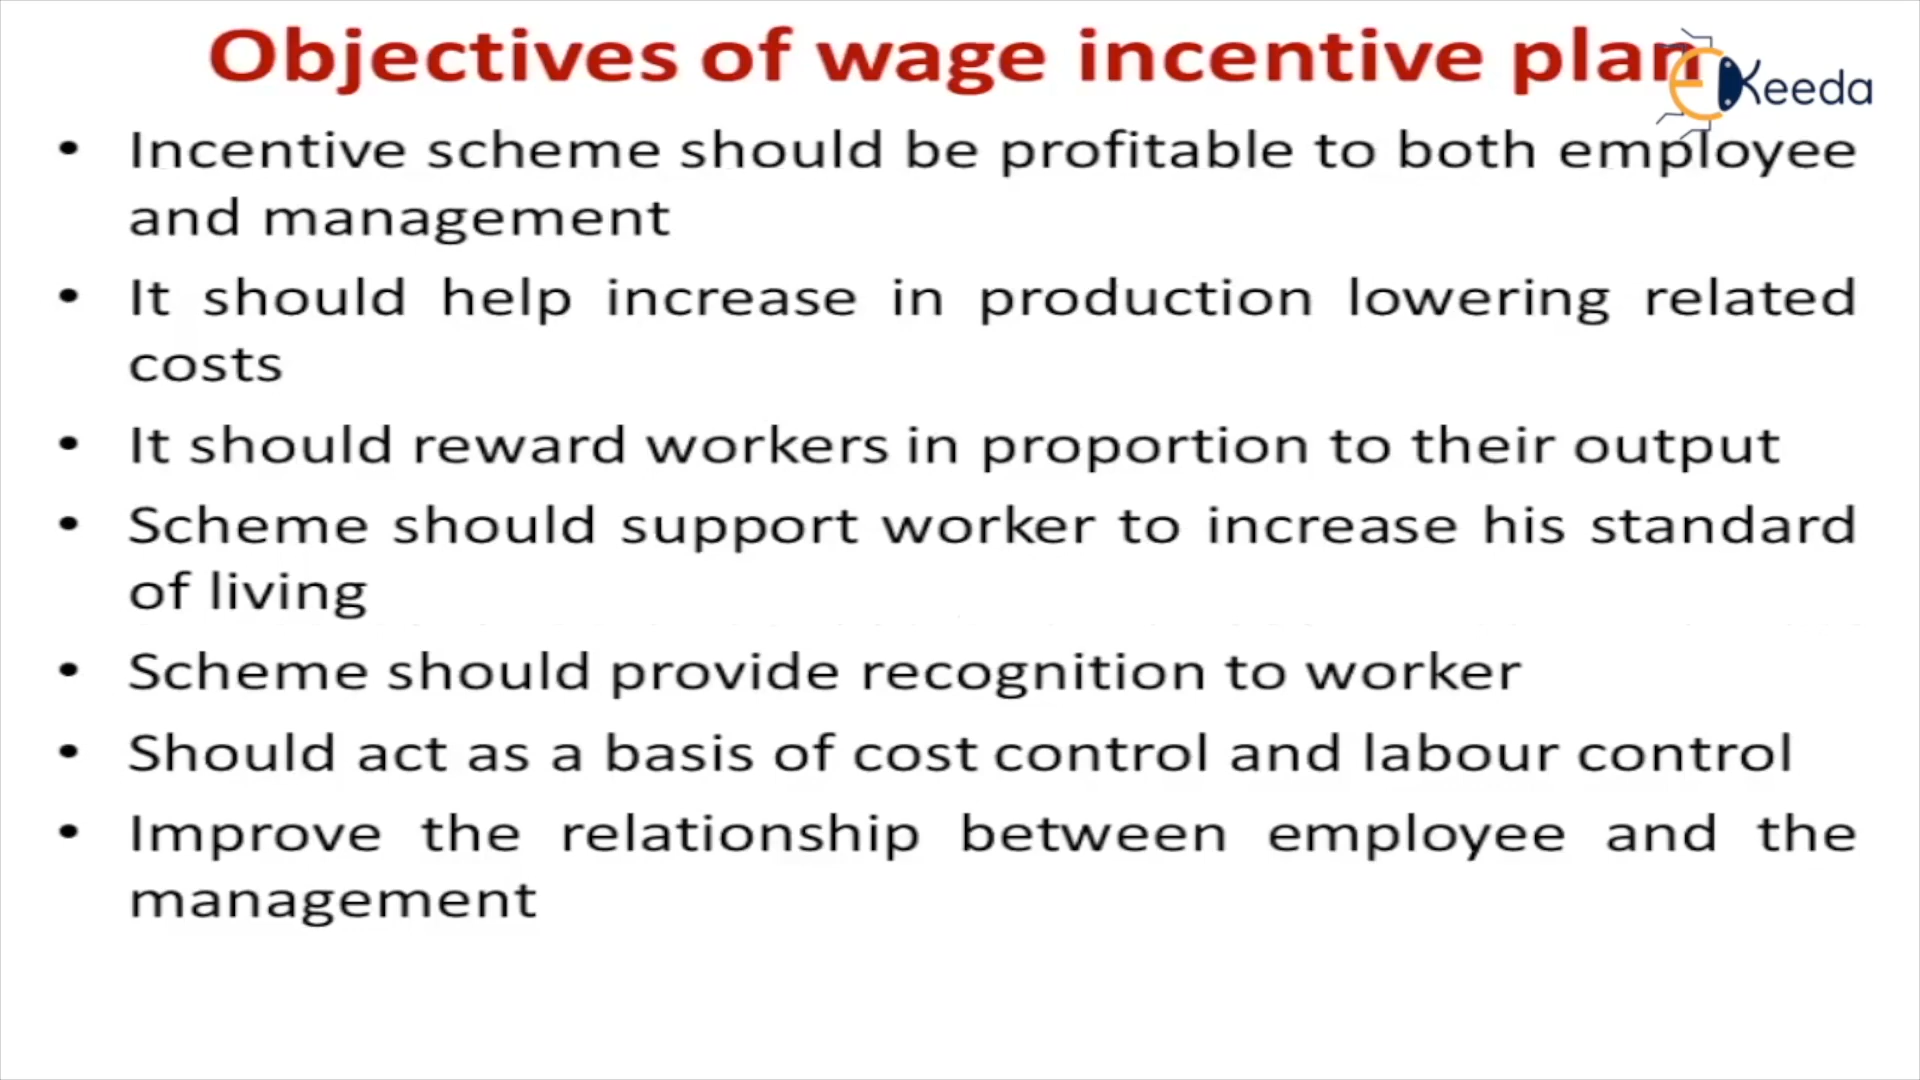 Objectives of wage incentive plan
eKeeda
• Incentive scheme should be profitable to both employee
and management
• It should help increase in production lowering related
costs
• It should reward workers in proportion to their output
• Scheme should support worker to increase his standard
of living
• Scheme should provide recognition to worker
• Should act as a basis of cost control and labour control
• Improve the relationship between employee and the
management